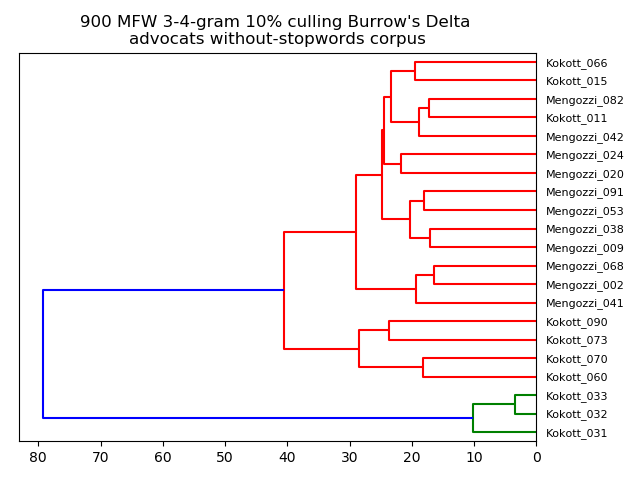 900 MFW 3-4-gram 10% culling Burrow's Delta
advocats without-stopwords corpus
Kokott_066
Kokott_015
Mengozzi_082
Kokott_011
Mengozzi_042
Mengozzi_024
Mengozzi_020
Mengozzi_091
Mengozzi_053
Mengozzi_038
Mengozzi_009
Mengozzi_068
Mengozzi_002
Mengozzi_041
Kokott_090
Kokott_073
Kokott_070
Kokott_060
Kokott_033
Kokott_032
Kokott_031
80 70 60 50 40 30 20 10 0